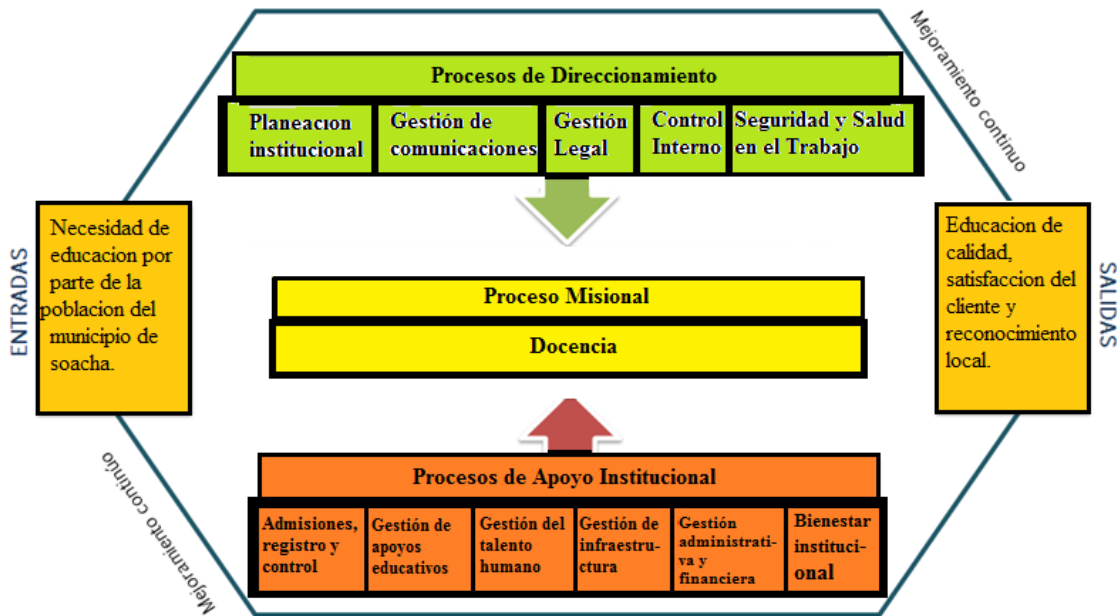 Mejoramiento continuo
Procesos de Direccionamiento
Planeacion
institucional
Gestión de
comunicaciones
Gestión
Legal
Control
Interno
Seguridad y Salud
en el Trabajo
ENTRADAS
Necesidad de
educacion por
parte de la
poblacion del
municipio de
soacha.
Proceso Misional
Docencia
Educacion de
calidad,
satisfaccion del
cliente y
reconocimiento
local.
SALIDAS
Mejoramiento continúo
Procesos de Apoyo Institucional
Admisiones,
registro y
control
Gestión de
apoyos
educativos
Gestión del
talento
humano
Gestión de
infraestru-
ctura
Gestión
administrati-
va y
financiera
Bienestar
instituci-
onal